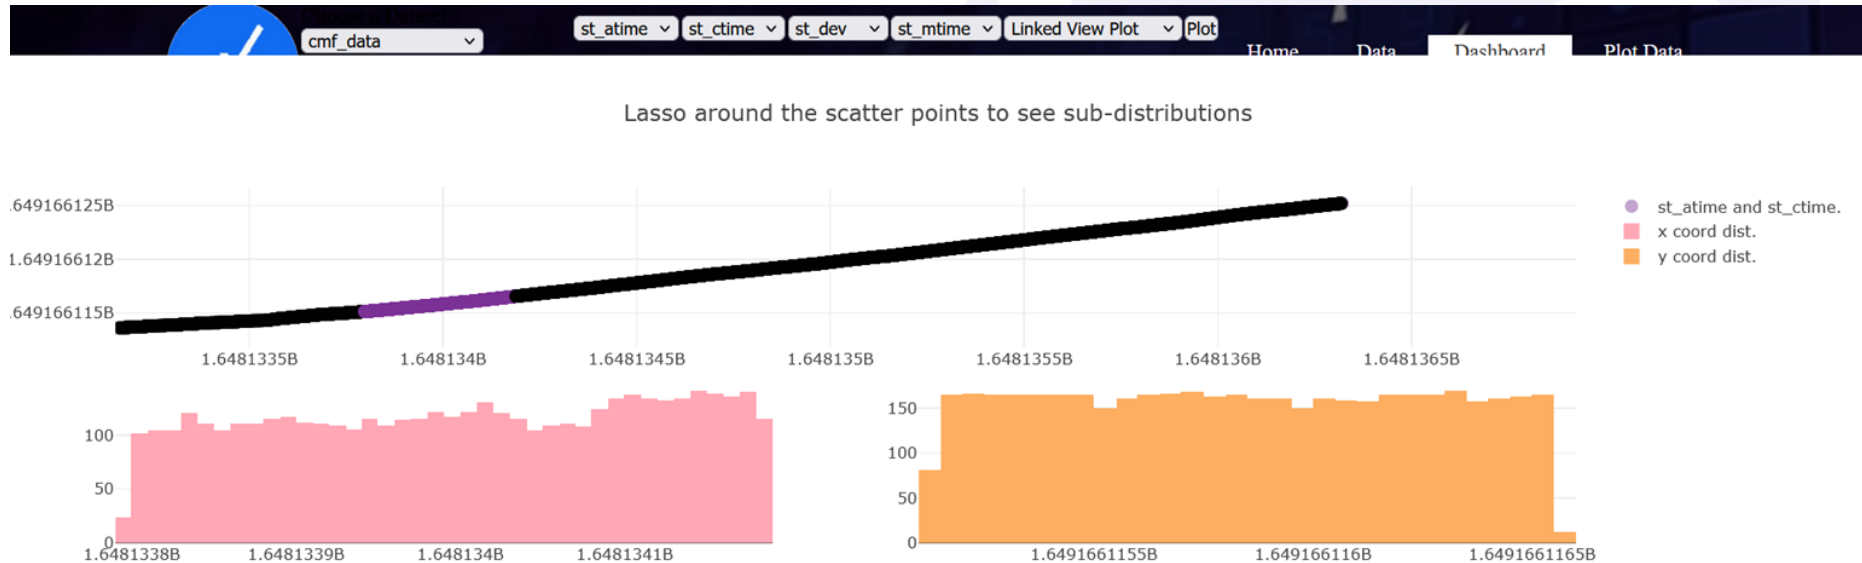 cmf_data
st_atime st_ctime st_dev st_mtime Linked View Plot Plot
Home Data Dashboard Plot Data
Lasso around the scatter points to see sub-distributions
.649166125B
1.64916612B
.649166115B
1.6481335B 1.648134B 1.6481345B 1.648135B 1.6481355B 1.648136B 1.6481365B
st_atime and st_ctime.
x coord dist.
y coord dist.
100
50
0
1.6481338B 1.6481339B 1.648134B 1.6481341B
150
100
50
0
1.6491661155B 1.649166116B 1.6491661165B